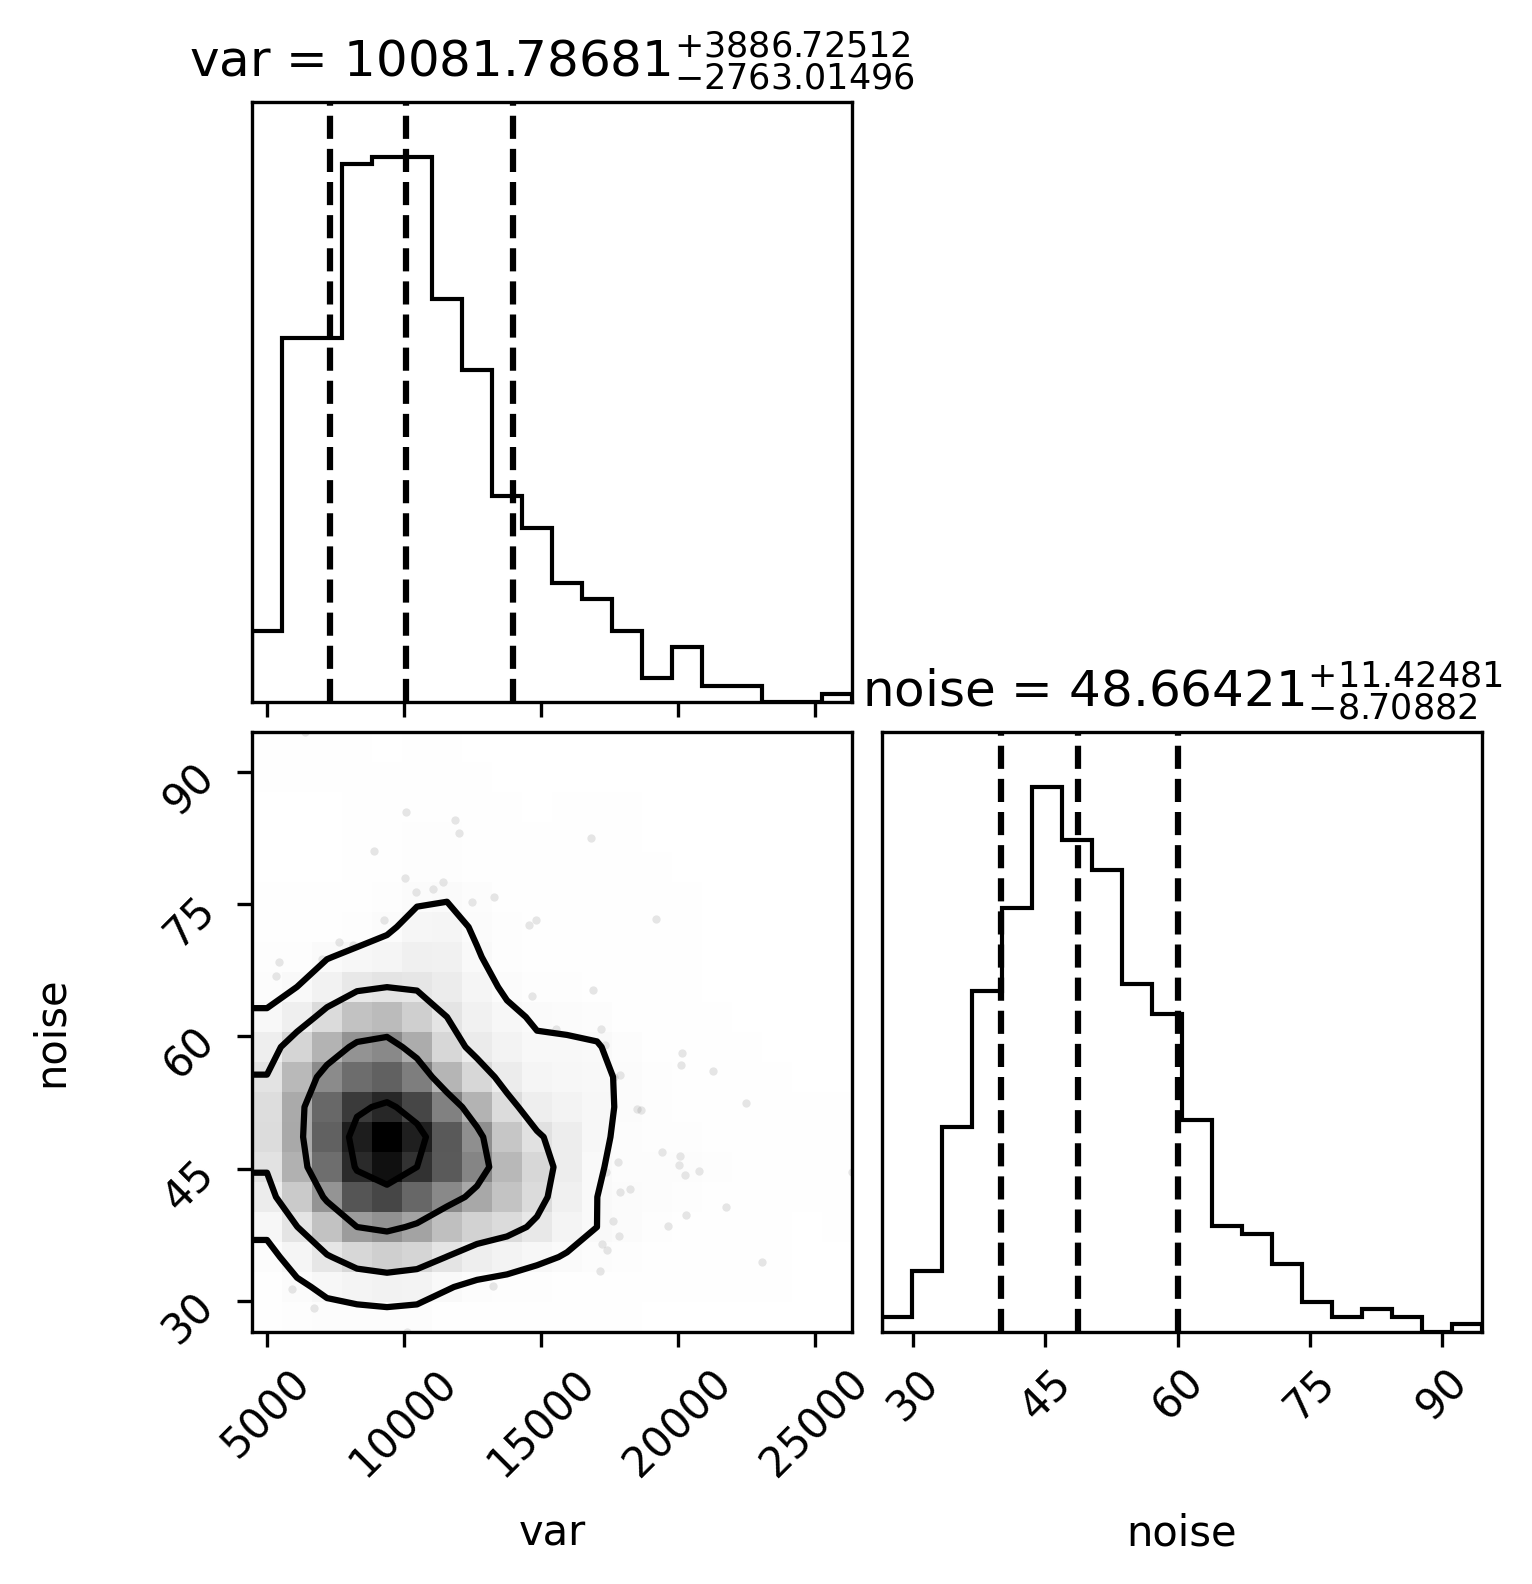 var = 10081.78681 +3886.72512 −2763.01496
noise = 48.66421 +11.42481 −8.70882
90
75
60
45
30
noise
5000 10000 15000 20000 25000 30 45 60 75 90
var noise